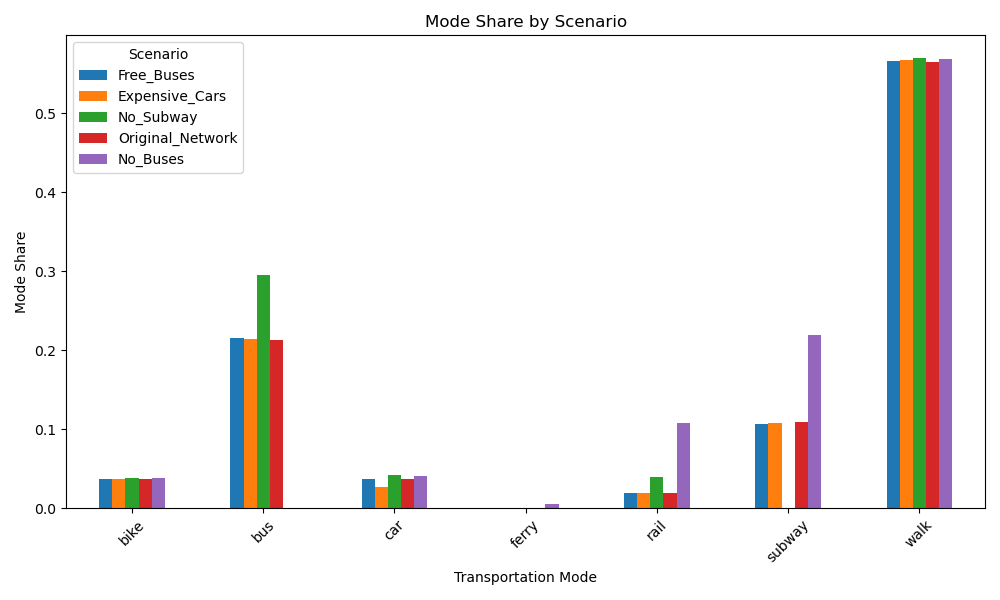 Mode Share by Scenario
Scenario
Free_Buses
Expensive_Cars
No_Subway
Original_Network
No_Buses
Mode Share
0.5
0.4
0.3
0.2
0.1
0.0
bike
bus
car
ferry
rail
subway
walk
Transportation Mode